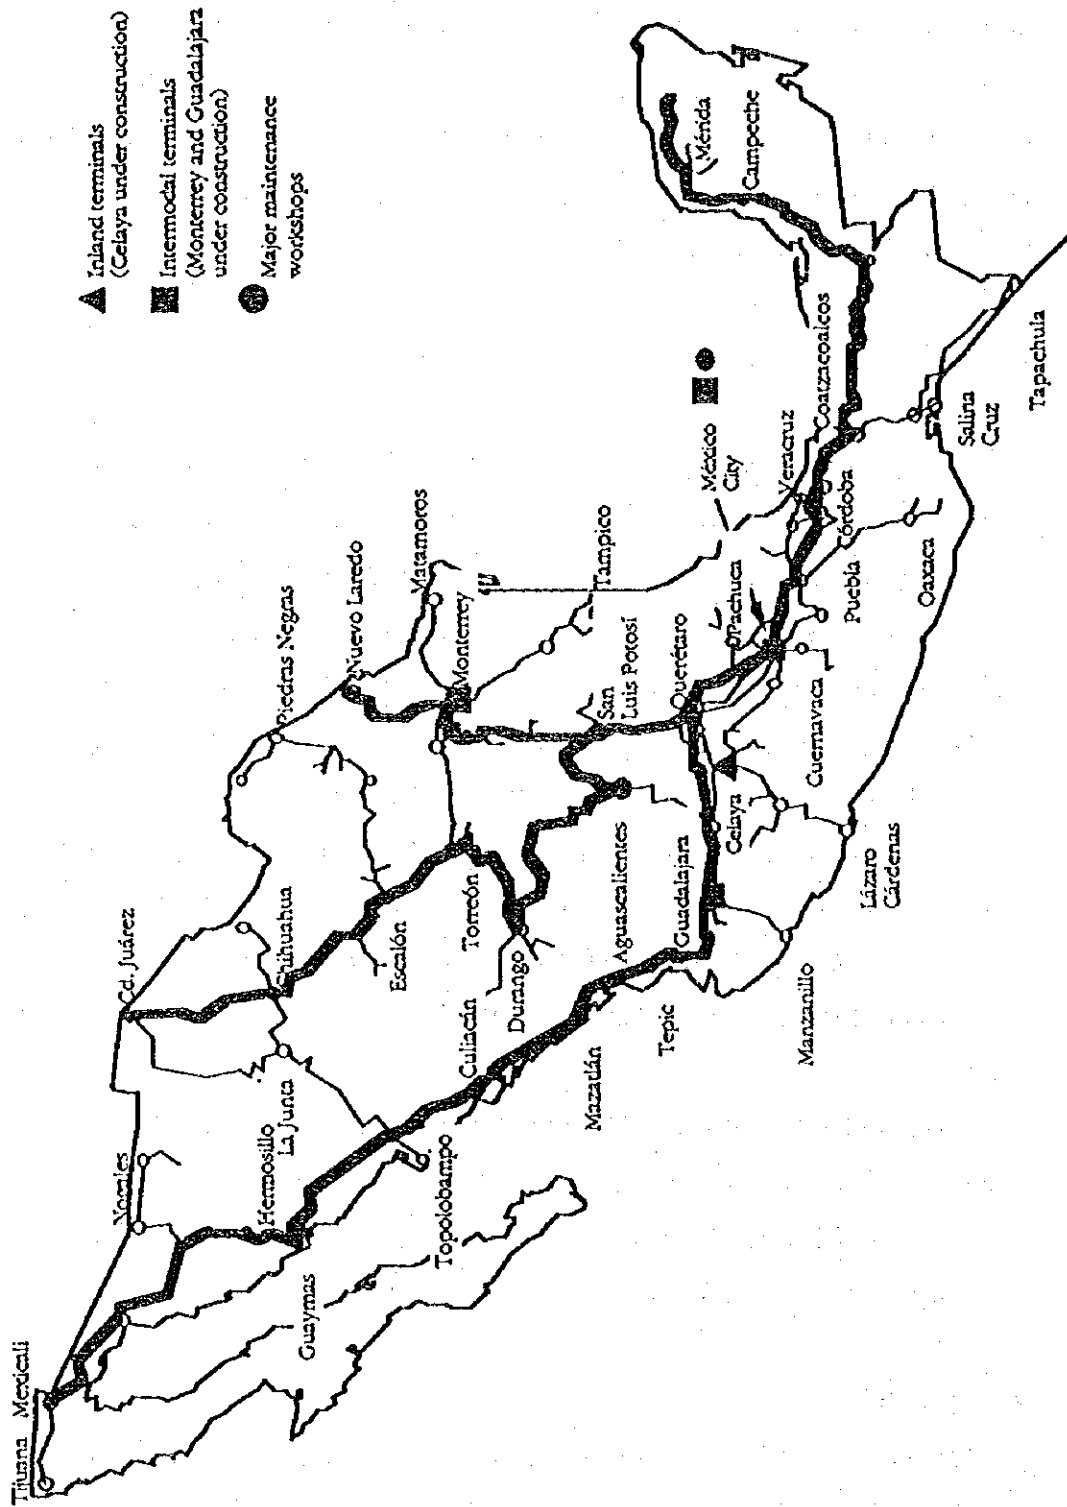 Inland terminals
(Celaya under construction)
Intermodal terminals
(Monterrey and Guadalajara
under construction)
Major maintenance
workshops
Tijuana Mexicali
Nogales
Cd. Juárez
Hermosillo
La Junta
Chihuahua
Piedras Negras
Nuevo Laredo
Matamoros
Guaymas
Topolobampo
Escalón
Monterrey
Culiacán
Torreón
Durango
Tampico
San
Luis Potosí
Mazatlán
Aguascalientes
Tepic
Guadalajara
Querétaro
Pachuca
México
City
Mérida
Campeche
Celaya
Veracruz
Coatzacoalcos
Manzanillo
Cuernavaca
Puebla
Córdoba
Lázaro
Cárdenas
Oaxaca
Salina
Cruz
Tapachula